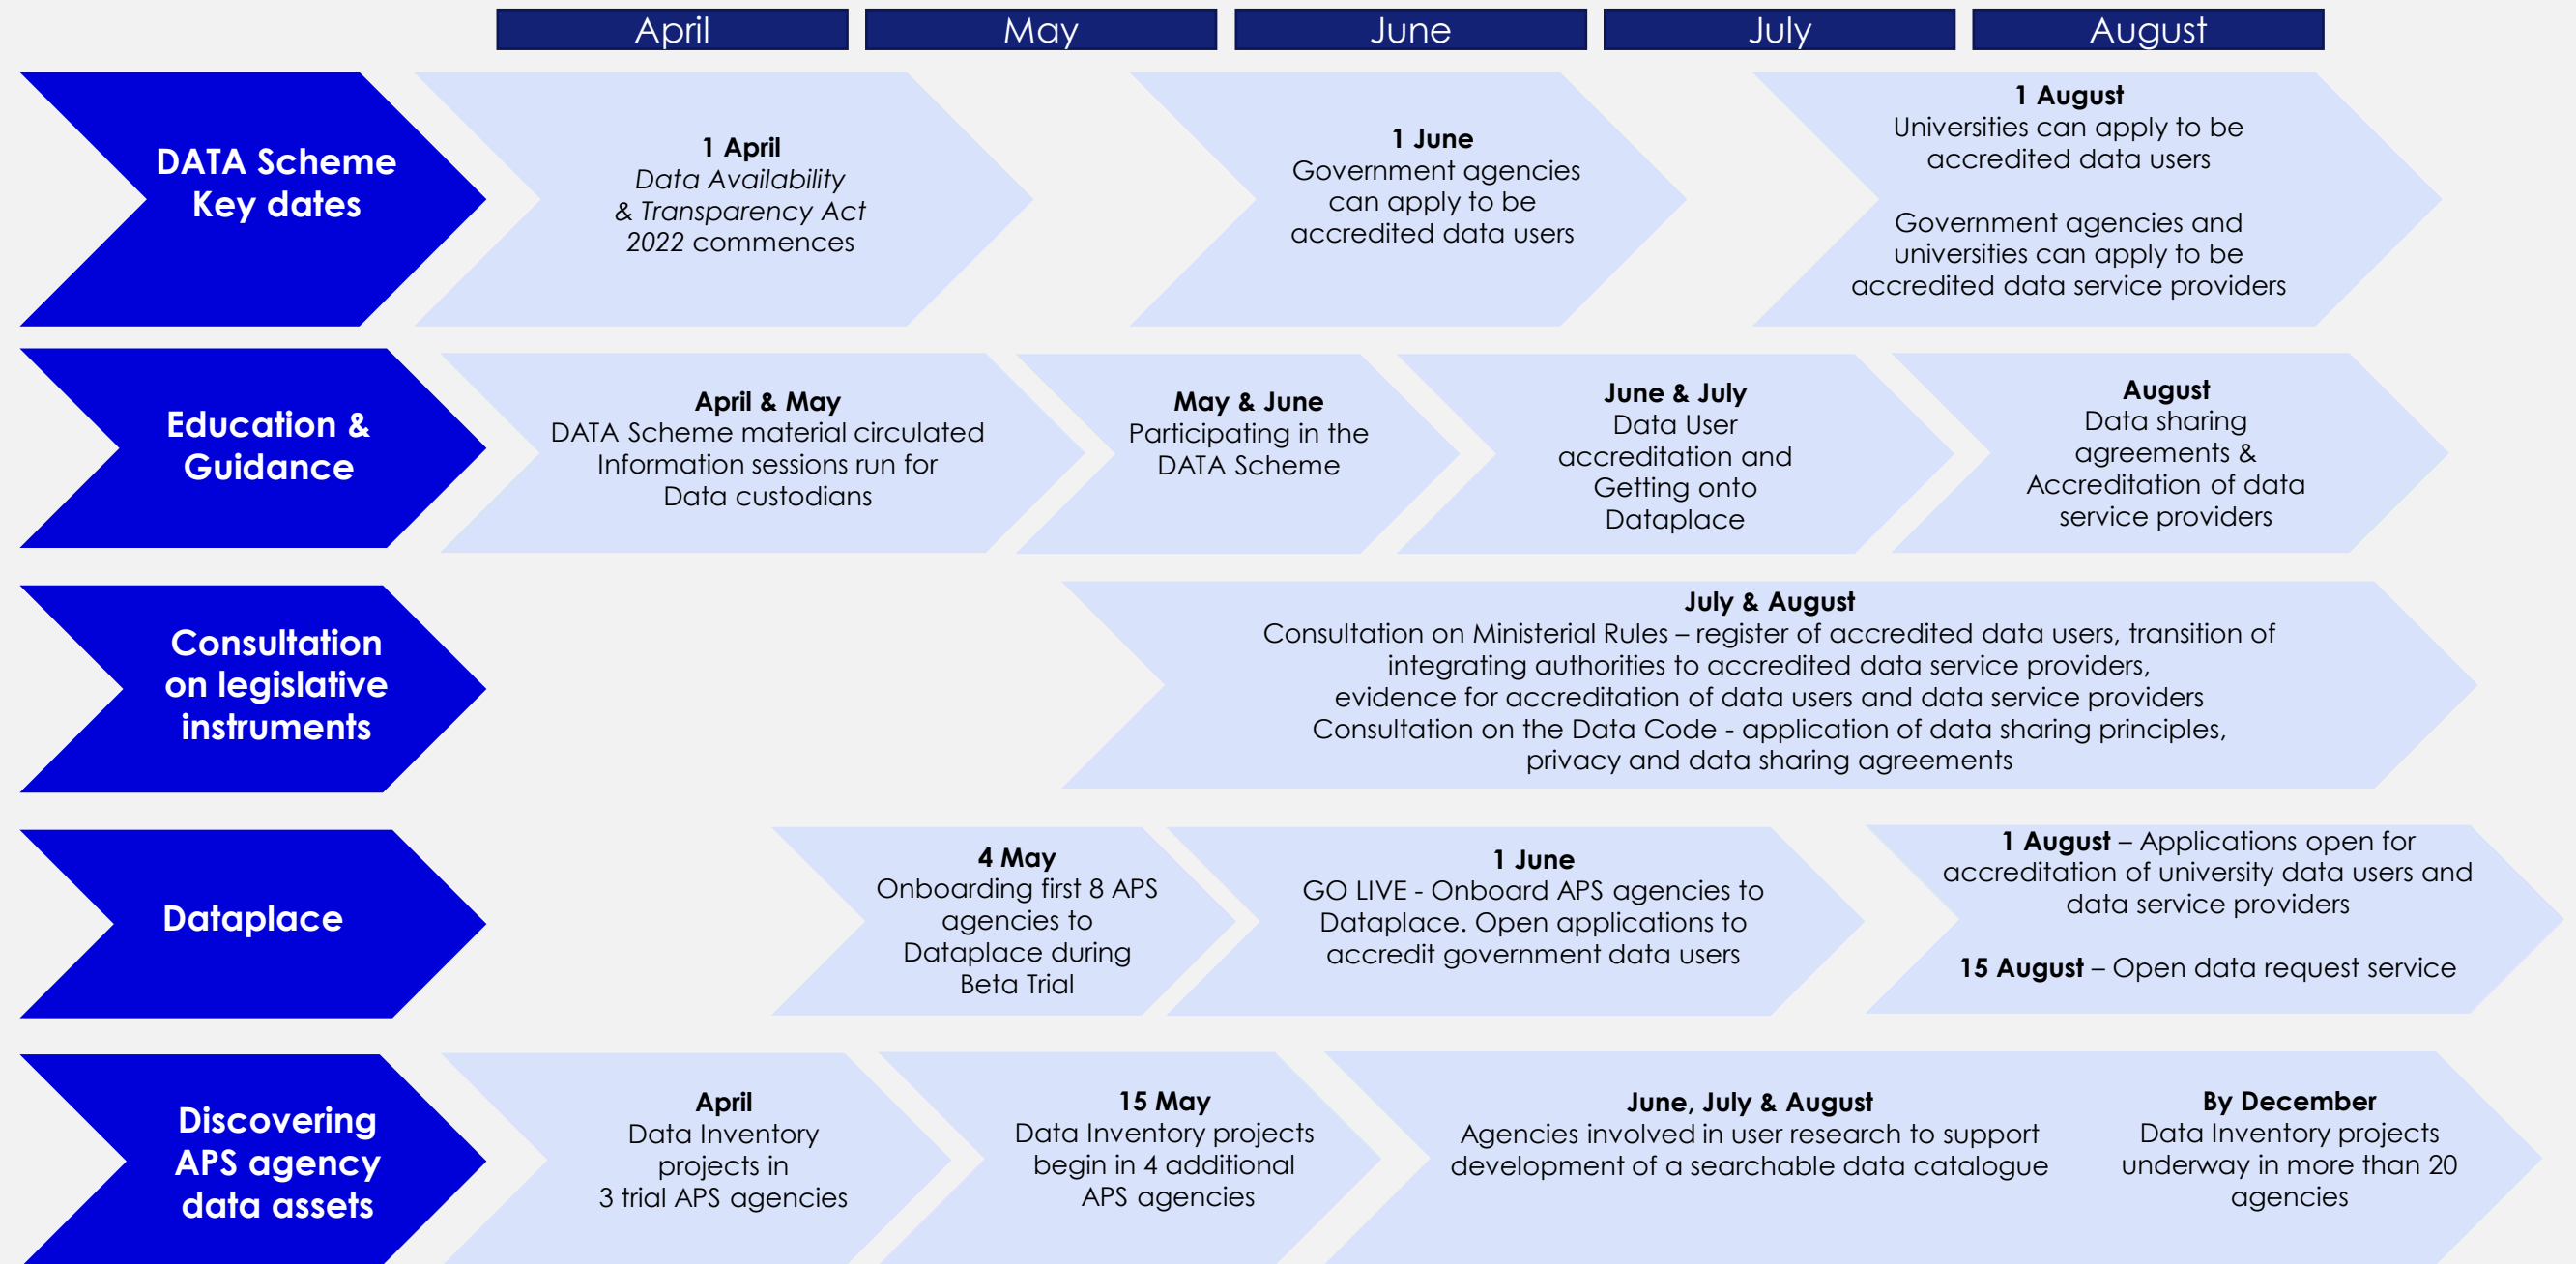 April
May
June
July
August
DATA Scheme
Key dates
1 April
Data Availability
& Transparency Act
2022 commences
1 June
Government agencies
can apply to be
accredited data users
1 August
Universities can apply to be
accredited data users
Government agencies and
universities can apply to be
accredited data service providers
Education &
Guidance
April & May
DATA Scheme material circulated
Information sessions run for
Data custodians
May & June
Participating in the
DATA Scheme
June & July
Data User
accreditation and
Getting onto
Dataplace
August
Data sharing
agreements &
Accreditation of data
service providers
Consultation
on legislative
instruments
July & August
Consultation on Ministerial Rules – register of accredited data users, transition of
integrating authorities to accredited data service providers,
evidence for accreditation of data users and data service providers
Consultation on the Data Code - application of data sharing principles,
privacy and data sharing agreements
Dataplace
4 May
Onboarding first 8 APS
agencies to
Dataplace during
Beta Trial
1 June
GO LIVE - Onboard APS agencies to
Dataplace. Open applications to
accredit government data users
1 August – Applications open for
accreditation of university data users and
data service providers
15 August – Open data request service
Discovering
APS agency
data assets
April
Data Inventory
projects in
3 trial APS agencies
15 May
Data Inventory projects
begin in 4 additional
APS agencies
June, July & August
Agencies involved in user research to support
development of a searchable data catalogue
By December
Data Inventory projects
underway in more than 20
agencies